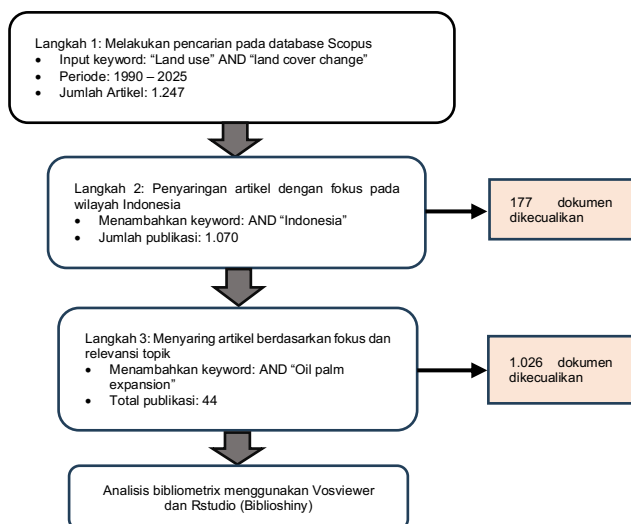 Langkah 1: Melakukan pencarian pada database Scopus
• Input keyword: “Land use” AND “land cover change”
• Periode: 1990 – 2025
• Jumlah Artikel: 1.247
Langkah 2: Penyaringan artikel dengan fokus pada
wilayah Indonesia
• Menambahkan keyword: AND “Indonesia”
• Jumlah publikasi: 1.070
177 dokumen
dikecualikan
Langkah 3: Menyaring artikel berdasarkan fokus dan
relevansi topik
• Menambahkan keyword: AND “Oil palm
expansion”
• Total publikasi: 44
1.026 dokumen
dikecualikan
Analisis bibliometrix menggunakan Vosviewer
dan Rstudio (Biblioshiny)